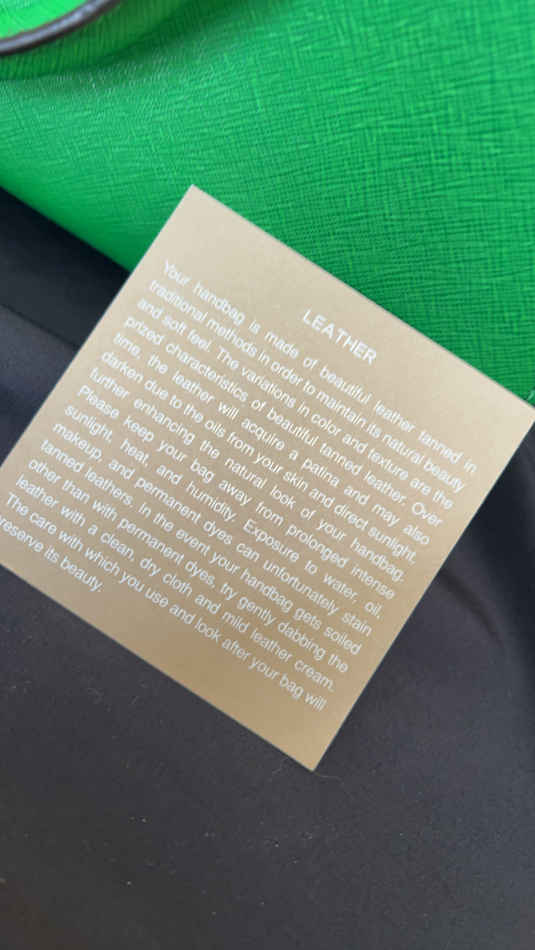 LEATHER
Your handbag is made of beautiful leather tanned in
traditional methods in order to maintain its natural beauty
and soft feel. The variations in color and texture are the
prized characteristics of beautiful tanned leather. Over
time, the leather will acquire a patina and may also
darken due to the oils from your skin and direct sunlight,
further enhancing the natural look of your handbag.
Please keep your bag away from prolonged intense
sunlight, heat, and humidity. Exposure to water, oil,
makeup, and permanent dyes can unfortunately stain
tanned leathers. In the event your handbag gets soiled
other than with permanent dyes, try gently dabbing the
leather with a clean, dry cloth and mild leather cream.
The care with which you use and look after your bag will
reserve its beauty.